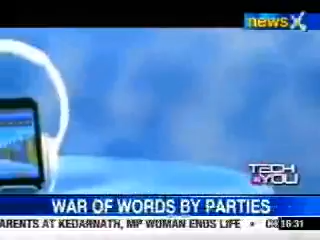 newsX
TECH
& YOU
WAR OF WORDS BY PARTIES
ARENTS AT KEDARNATH, MP WOMAN ENDS LIFE
16:31